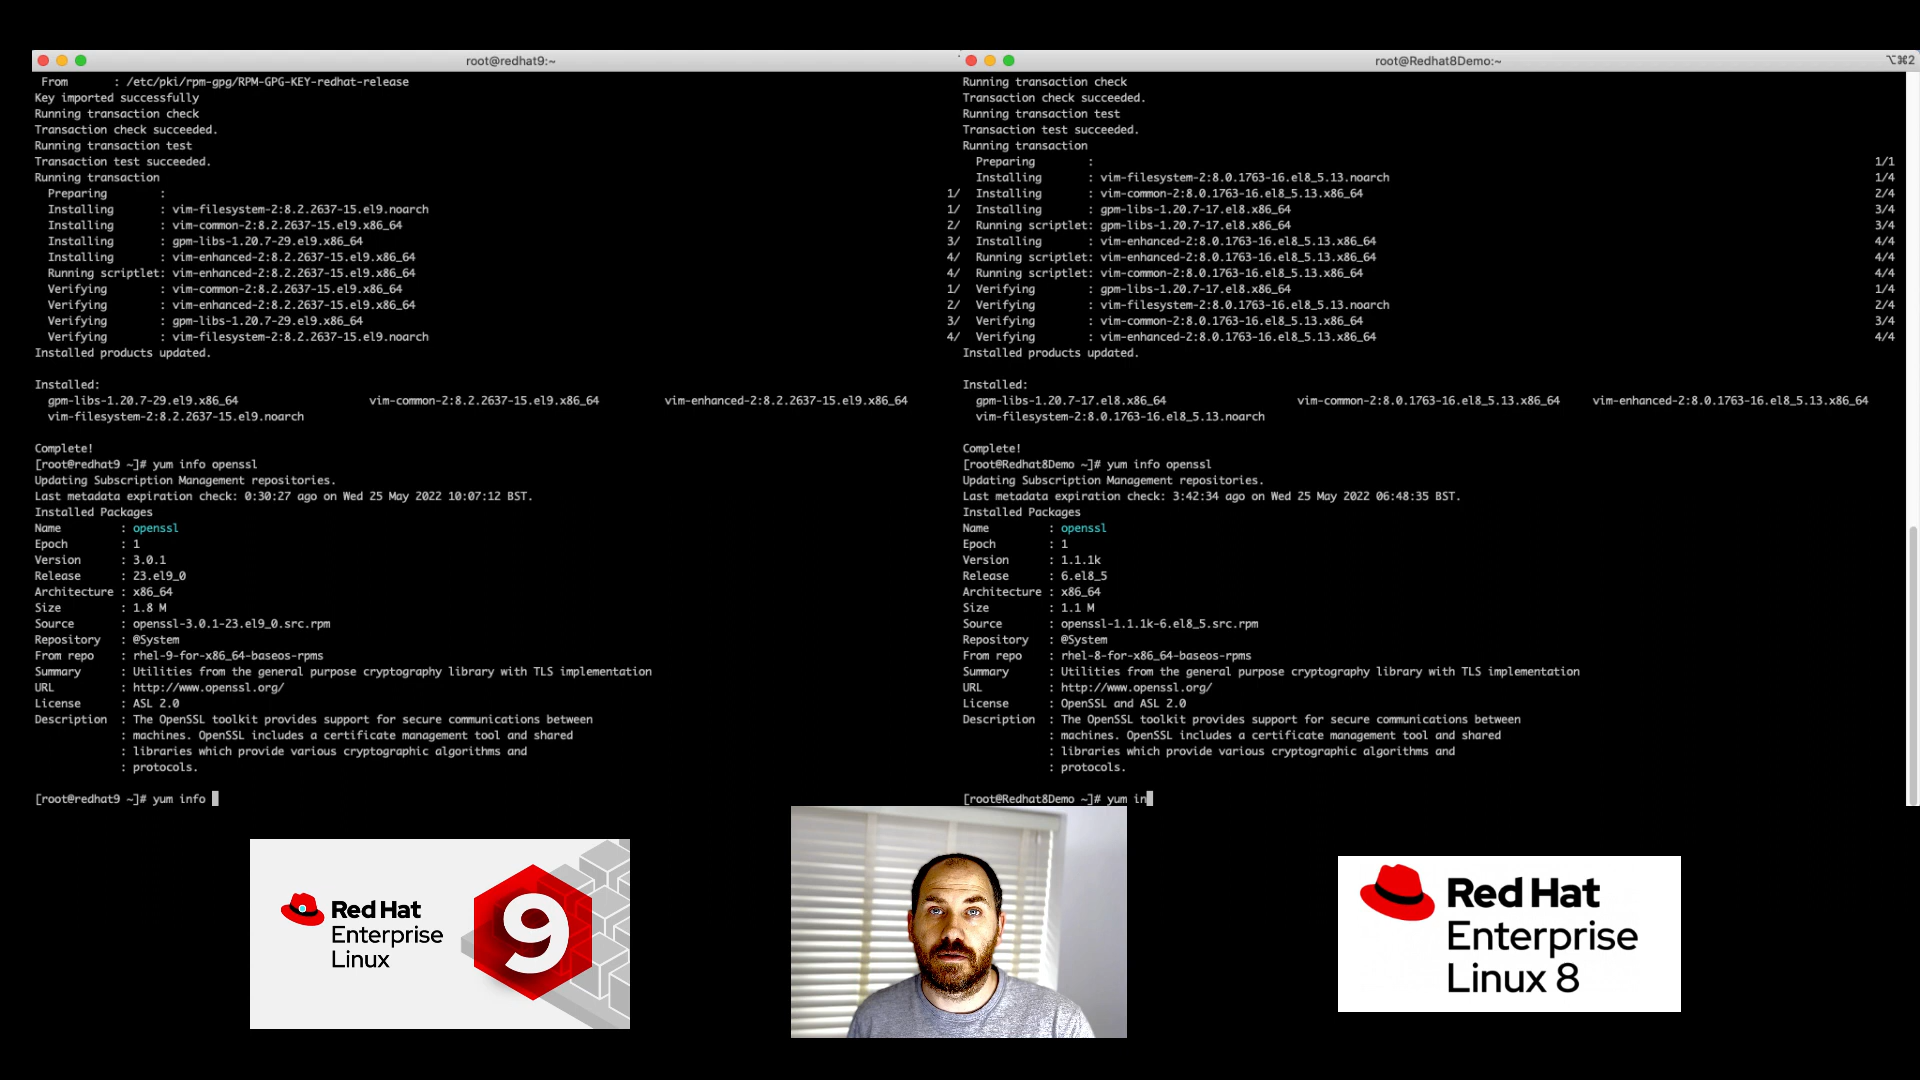 root@redhat9:~
From : /etc/pki/rpm-gpg/RPM-GPG-KEY-redhat-release
Key imported successfully
Running transaction check
Transaction check succeeded.
Running transaction test
Transaction test succeeded.
Running transaction
Preparing : 1/
Installing : vim-filesystem-2:8.2.2637-15.el9.noarch 1/
Installing : vim-common-2:8.2.2637-15.el9.x86_64 2/
Installing : gpm-libs-1.20.7-29.el9.x86_64 3/
Installing : vim-enhanced-2:8.2.2637-15.el9.x86_64 4/
Running scriptlet: vim-enhanced-2:8.2.2637-15.el9.x86_64 4/
Verifying : vim-common-2:8.2.2637-15.el9.x86_64 1/
Verifying : vim-enhanced-2:8.2.2637-15.el9.x86_64 2/
Verifying : gpm-libs-1.20.7-29.el9.x86_64 3/
Verifying : vim-filesystem-2:8.2.2637-15.el9.noarch 4/
Installed products updated.
Installed:
gpm-libs-1.20.7-29.el9.x86_64 vim-common-2:8.2.2637-15.el9.x86_64 vim-enhanced-2:8.2.2637-15.el9.x86_64
vim-filesystem-2:8.2.2637-15.el9.noarch
Complete!
[root@redhat9 ~]# yum info openssl
Updating Subscription Management repositories.
Last metadata expiration check: 0:30:27 ago on Wed 25 May 2022 10:07:12 BST.
Installed Packages
Name : openssl
Epoch : 1
Version : 3.0.1
Release : 23.el9_0
Architecture : x86_64
Size : 1.8 M
Source : openssl-3.0.1-23.el9_0.src.rpm
Repository : @System
From repo : rhel-9-for-x86_64-baseos-rpms
Summary : Utilities from the general purpose cryptography library with TLS implementation
URL : http://www.openssl.org/
License : ASL 2.0
Description : The OpenSSL toolkit provides support for secure communications between
: machines. OpenSSL includes a certificate management tool and shared
: libraries which provide various cryptographic algorithms and
: protocols.
[root@redhat9 ~]# yum info
root@Redhat8Demo:~
⌥⌘2
Running transaction check
Transaction check succeeded.
Running transaction test
Transaction test succeeded.
Running transaction
Preparing : 1/1
Installing : vim-filesystem-2:8.0.1763-16.el8_5.13.noarch 1/4
Installing : vim-common-2:8.0.1763-16.el8_5.13.x86_64 2/4
Installing : gpm-libs-1.20.7-17.el8.x86_64 3/4
Running scriptlet: gpm-libs-1.20.7-17.el8.x86_64 3/4
Installing : vim-enhanced-2:8.0.1763-16.el8_5.13.x86_64 4/4
Running scriptlet: vim-enhanced-2:8.0.1763-16.el8_5.13.x86_64 4/4
Running scriptlet: vim-common-2:8.0.1763-16.el8_5.13.x86_64 4/4
Verifying : gpm-libs-1.20.7-17.el8.x86_64 1/4
Verifying : vim-filesystem-2:8.0.1763-16.el8_5.13.noarch 2/4
Verifying : vim-common-2:8.0.1763-16.el8_5.13.x86_64 3/4
Verifying : vim-enhanced-2:8.0.1763-16.el8_5.13.x86_64 4/4
Installed products updated.
Installed:
gpm-libs-1.20.7-17.el8.x86_64 vim-common-2:8.0.1763-16.el8_5.13.x86_64 vim-enhanced-2:8.0.1763-16.el8_5.13.x86_64
vim-filesystem-2:8.0.1763-16.el8_5.13.noarch
Complete!
[root@Redhat8Demo ~]# yum info openssl
Updating Subscription Management repositories.
Last metadata expiration check: 3:42:34 ago on Wed 25 May 2022 06:48:35 BST.
Installed Packages
Name : openssl
Epoch : 1
Version : 1.1.1k
Release : 6.el8_5
Architecture : x86_64
Size : 1.1 M
Source : openssl-1.1.1k-6.el8_5.src.rpm
Repository : @System
From repo : rhel-8-for-x86_64-baseos-rpms
Summary : Utilities from the general purpose cryptography library with TLS implementation
URL : http://www.openssl.org/
License : OpenSSL and ASL 2.0
Description : The OpenSSL toolkit provides support for secure communications between
: machines. OpenSSL includes a certificate management tool and shared
: libraries which provide various cryptographic algorithms and
: protocols.
[root@Redhat8Demo ~]# yum in
Red Hat
Enterprise
Linux
9
Red Hat
Enterprise
Linux 8